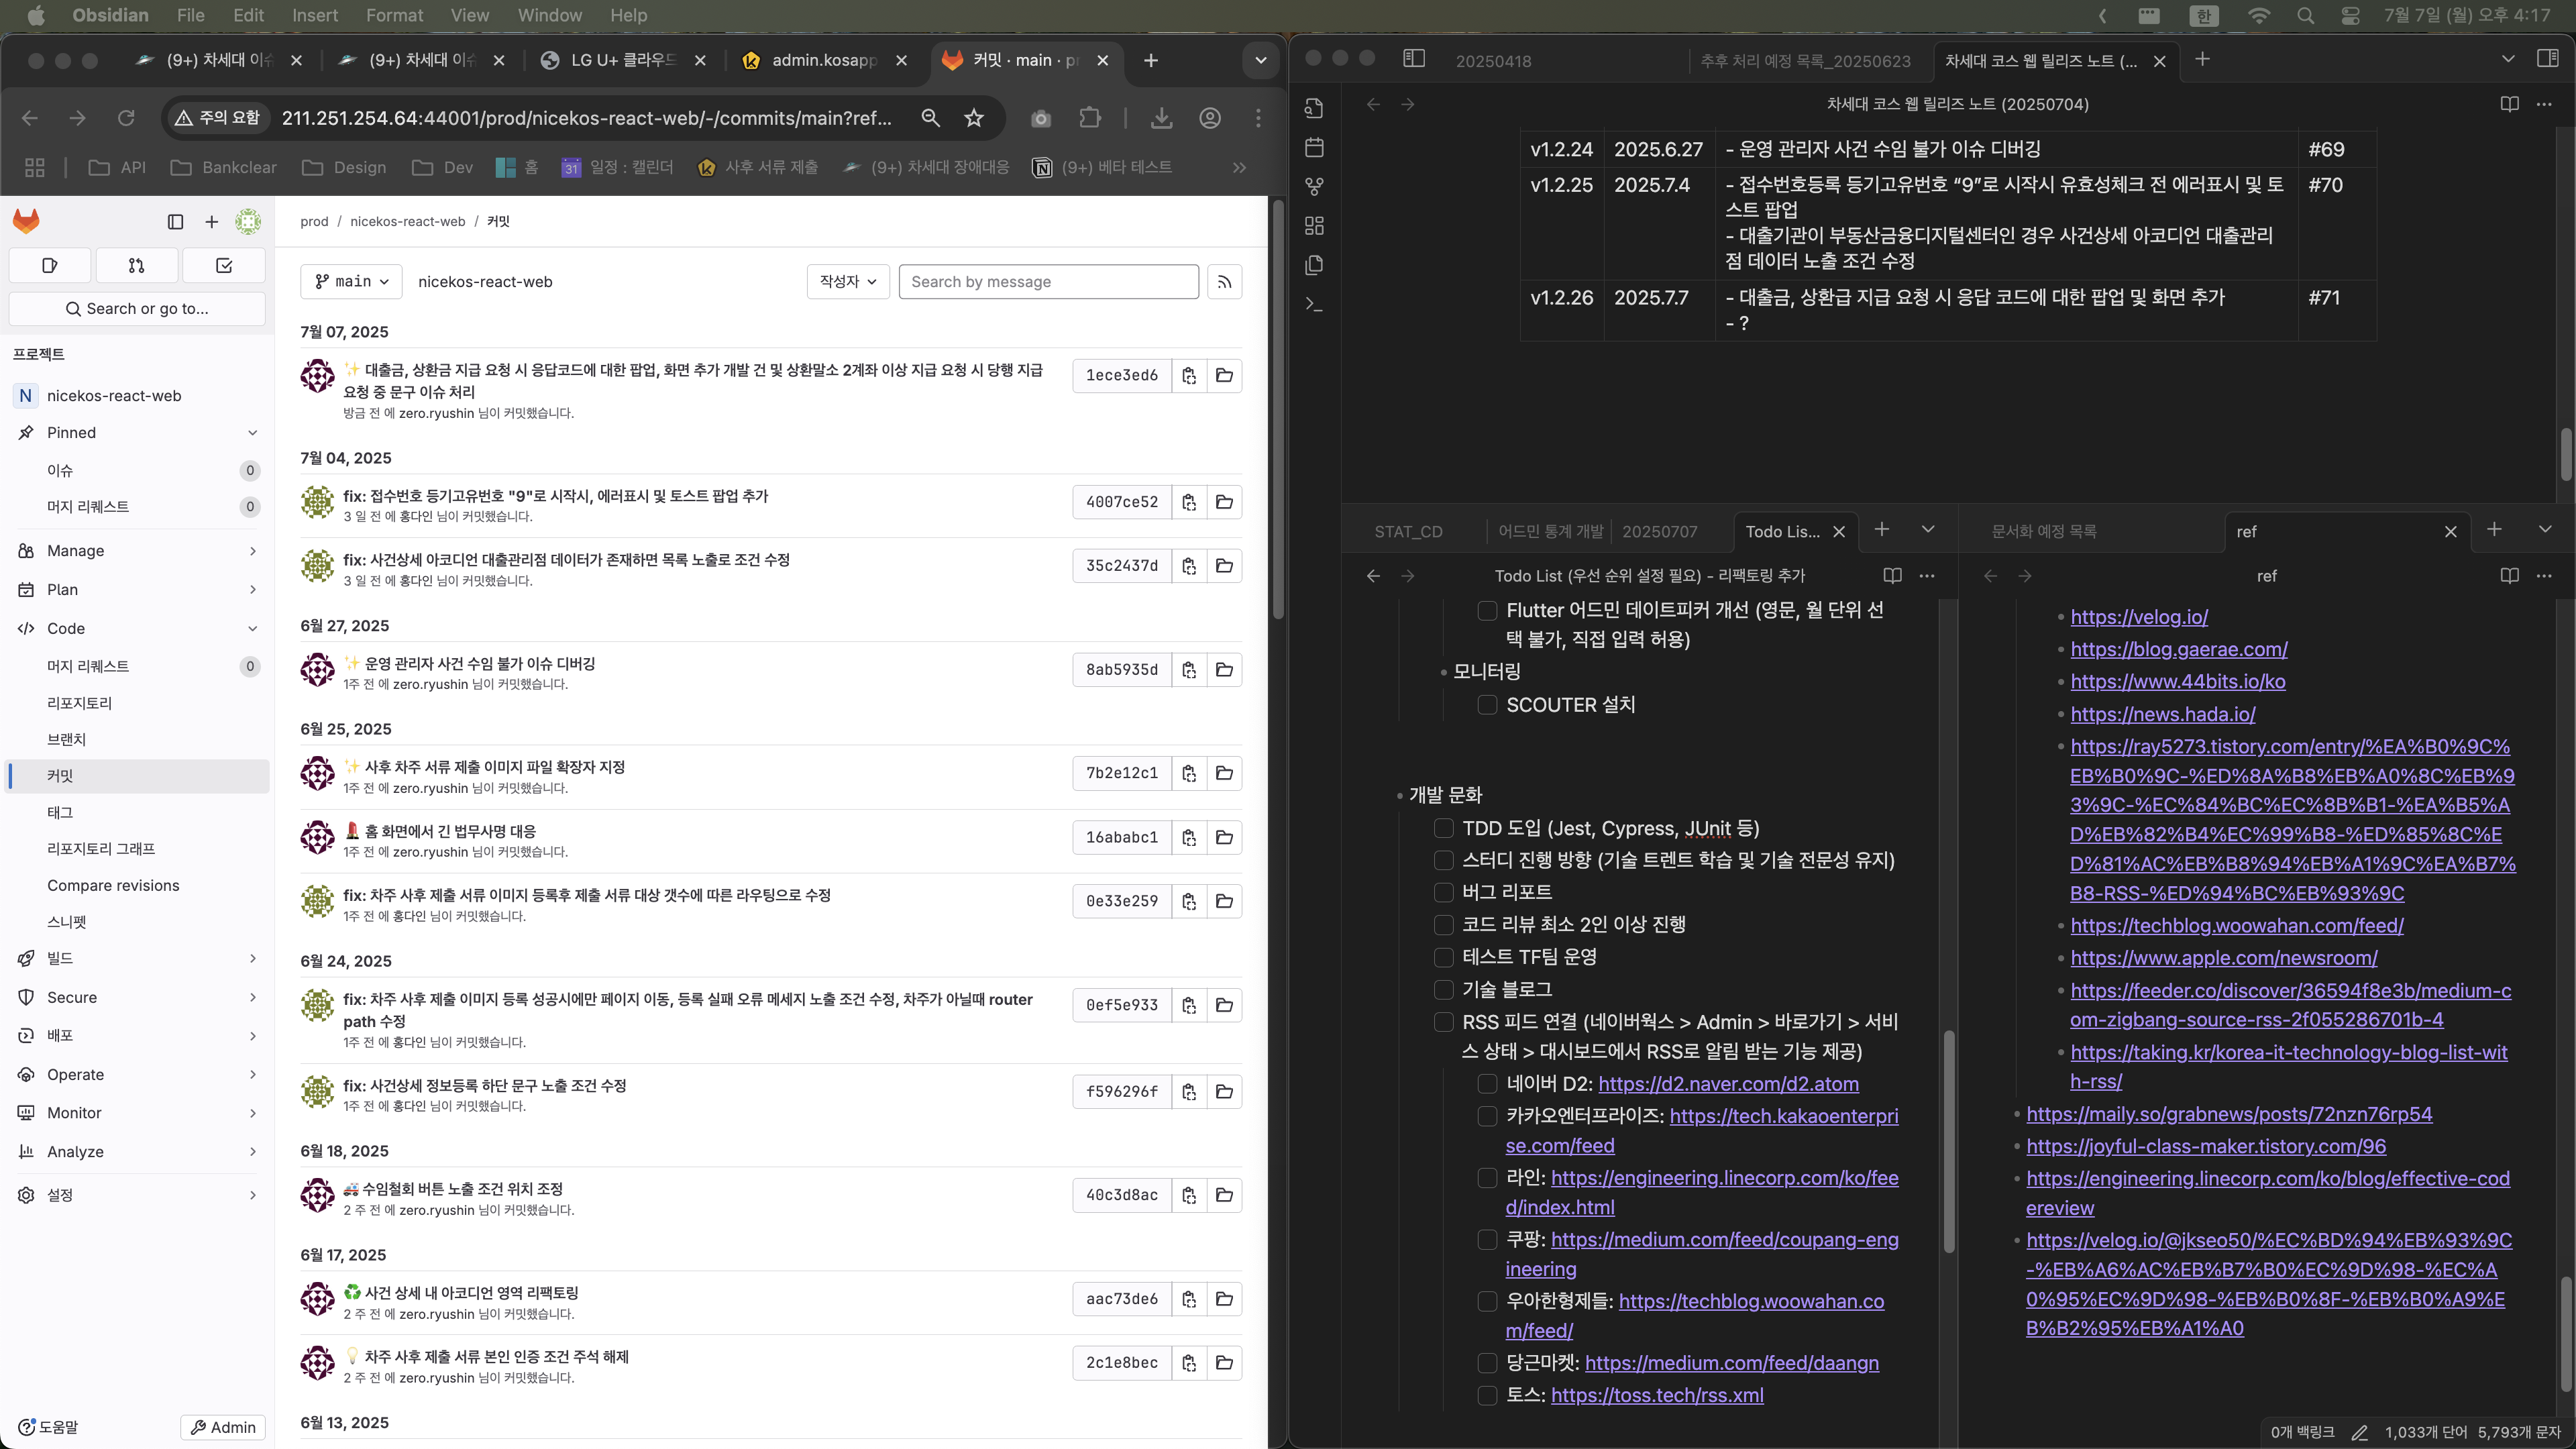 Obsidian File Edit Insert Format View Window Help
한 7월 7일 (월) 오후 4:17
(9+) 차세대 이슈
(9+) 차세대 이슈
LG U+ 클라우드
admin.kosapp
커밋 · main · pr
주의 요함 211.251.254.64:44001/prod/nicekos-react-web/-/commits/main?ref...
API Bankclear Design Dev 홈 31 일정 : 캘린더 사후 서류 제출 (9+) 차세대 장애대응 (9+) 베타 테스트
Search or go to...
프로젝트
N nicekos-react-web
Pinned
이슈 0
머지 리퀘스트 0
Manage
Plan
Code
머지 리퀘스트 0
리포지토리
브랜치
커밋
태그
리포지토리 그래프
Compare revisions
스니펫
빌드
Secure
배포
Operate
Monitor
Analyze
설정
도움말
Admin
prod / nicekos-react-web / 커밋
main nicekos-react-web 작성자 Search by message
7월 07, 2025
✨ 대출금, 상환금 지급 요청 시 응답코드에 대한 팝업, 화면 추가 개발 건 및 상환말소 2계좌 이상 지급 요청 시 당행 지급
요청 중 문구 이슈 처리
방금 전 에 zero.ryushin 님이 커밋했습니다.
1ece3ed6
7월 04, 2025
fix: 접수번호 등기고유번호 "9"로 시작시, 에러표시 및 토스트 팝업 추가
3 일 전 에 홍다인 님이 커밋했습니다.
4007ce52
fix: 사건상세 아코디언 대출관리점 데이터가 존재하면 목록 노출로 조건 수정
3 일 전 에 홍다인 님이 커밋했습니다.
35c2437d
6월 27, 2025
✨ 운영 관리자 사건 수임 불가 이슈 디버깅
1주 전 에 zero.ryushin 님이 커밋했습니다.
8ab5935d
6월 25, 2025
✨ 사후 차주 서류 제출 이미지 파일 확장자 지정
1주 전 에 zero.ryushin 님이 커밋했습니다.
7b2e12c1
💄 홈 화면에서 긴 법무사명 대응
1주 전 에 zero.ryushin 님이 커밋했습니다.
16ababc1
fix: 차주 사후 제출 서류 이미지 등록후 제출 서류 대상 갯수에 따른 라우팅으로 수정
1주 전 에 홍다인 님이 커밋했습니다.
0e33e259
6월 24, 2025
fix: 차주 사후 제출 이미지 등록 성공시에만 페이지 이동, 등록 실패 오류 메세지 노출 조건 수정, 차주가 아닐때 router
path 수정
1주 전 에 홍다인 님이 커밋했습니다.
0ef5e933
fix: 사건상세 정보등록 하단 문구 노출 조건 수정
1주 전 에 홍다인 님이 커밋했습니다.
f596296f
6월 18, 2025
🚑 수임철회 버튼 노출 조건 위치 조정
2 주 전 에 zero.ryushin 님이 커밋했습니다.
40c3d8ac
6월 17, 2025
♻️ 사건 상세 내 아코디언 영역 리팩토링
2 주 전 에 zero.ryushin 님이 커밋했습니다.
aac73de6
💡 차주 사후 제출 서류 본인 인증 조건 주석 해제
2 주 전 에 zero.ryushin 님이 커밋했습니다.
2c1e8bec
6월 13, 2025
20250418
추후 처리 예정 목록_20250623
차세대 코스 웹 릴리즈 노트 (...
차세대 코스 웹 릴리즈 노트 (20250704)
v1.2.24 2025.6.27 - 운영 관리자 사건 수임 불가 이슈 디버깅 #69
v1.2.25 2025.7.4 - 접수번호등록 등기고유번호 “9”로 시작시 유효성체크 전 에러표시 및 토 #70
스트 팝업
- 대출기관이 부동산금융디지털센터인 경우 사건상세 아코디언 대출관리
점 데이터 노출 조건 수정
v1.2.26 2025.7.7 - 대출금, 상환급 지급 요청 시 응답 코드에 대한 팝업 및 화면 추가 #71
- ?
STAT_CD
어드민 통계 개발
20250707
Todo Lis...
Todo List (우선 순위 설정 필요) - 리팩토링 추가
Flutter 어드민 데이트피커 개선 (영문, 월 단위 선
택 불가, 직접 입력 허용)
모니터링
SCOUTER 설치
개발 문화
TDD 도입 (Jest, Cypress, JUnit 등)
스터디 진행 방향 (기술 트렌트 학습 및 기술 전문성 유지)
버그 리포트
코드 리뷰 최소 2인 이상 진행
테스트 TF팀 운영
기술 블로그
RSS 피드 연결 (네이버웍스 > Admin > 바로가기 > 서비
스 상태 > 대시보드에서 RSS로 알림 받는 기능 제공)
네이버 D2: https://d2.naver.com/d2.atom
카카오엔터프라이즈: https://tech.kakaoenterpri
se.com/feed
라인: https://engineering.linecorp.com/ko/fee
d/index.html
쿠팡: https://medium.com/feed/coupang-eng
ineering
우아한형제들: https://techblog.woowahan.co
m/feed/
당근마켓: https://medium.com/feed/daangn
토스: https://toss.tech/rss.xml
문서화 예정 목록
ref
ref
https://velog.io/
https://blog.gaerae.com/
https://www.44bits.io/ko
https://news.hada.io/
https://ray5273.tistory.com/entry/%EA%B0%9C%
EB%B0%9C-%ED%8A%B8%EB%A0%8C%EB%9
3%9C-%EC%84%BC%EC%8B%B1-%EA%B5%A
D%EB%82%B4%EC%99%B8-%ED%85%8C%E
D%81%AC%EB%B8%94%EB%A1%9C%EA%B7%
B8-RSS-%ED%94%BC%EB%93%9C
https://techblog.woowahan.com/feed/
https://www.apple.com/newsroom/
https://feeder.co/discover/36594f8e3b/medium-c
om-zigbang-source-rss-2f055286701b-4
https://taking.kr/korea-it-technology-blog-list-wit
h-rss/
https://maily.so/grabnews/posts/72nzn76rp54
https://joyful-class-maker.tistory.com/96
https://engineering.linecorp.com/ko/blog/effective-cod
ereview
https://velog.io/@jkseo50/%EC%BD%94%EB%93%9C
-%EB%A6%AC%EB%B7%B0%EC%9D%98-%EC%A
0%95%EC%9D%98-%EB%B0%8F-%EB%B0%A9%E
B%B2%95%EB%A1%A0
0개 백링크 1,033개 단어 5,793개 문자